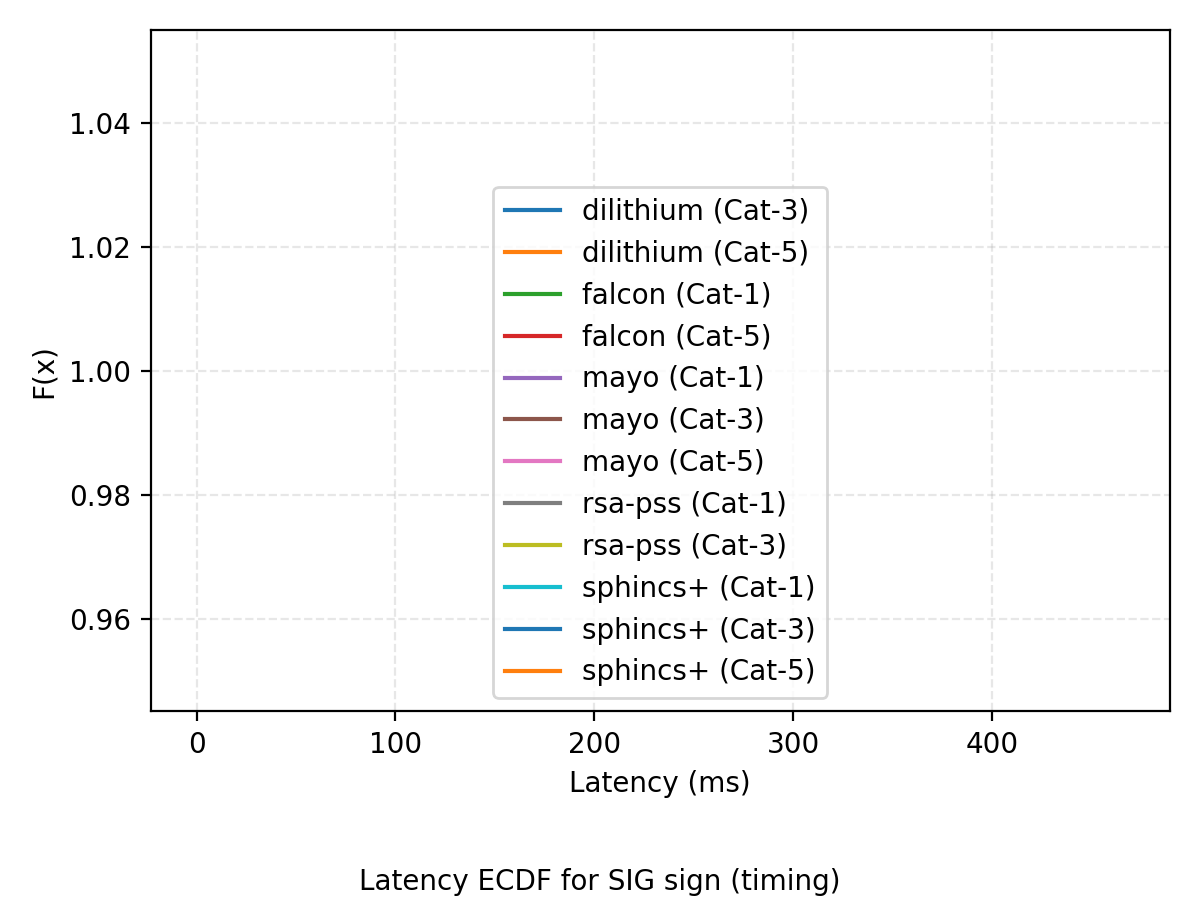 1.04
1.02
1.00
0.98
0.96
F(x)
dilithium (Cat-3)
dilithium (Cat-5)
falcon (Cat-1)
falcon (Cat-5)
mayo (Cat-1)
mayo (Cat-3)
mayo (Cat-5)
rsa-pss (Cat-1)
rsa-pss (Cat-3)
sphincs+ (Cat-1)
sphincs+ (Cat-3)
sphincs+ (Cat-5)
0 100 200 300 400
Latency (ms)
Latency ECDF for SIG sign (timing)